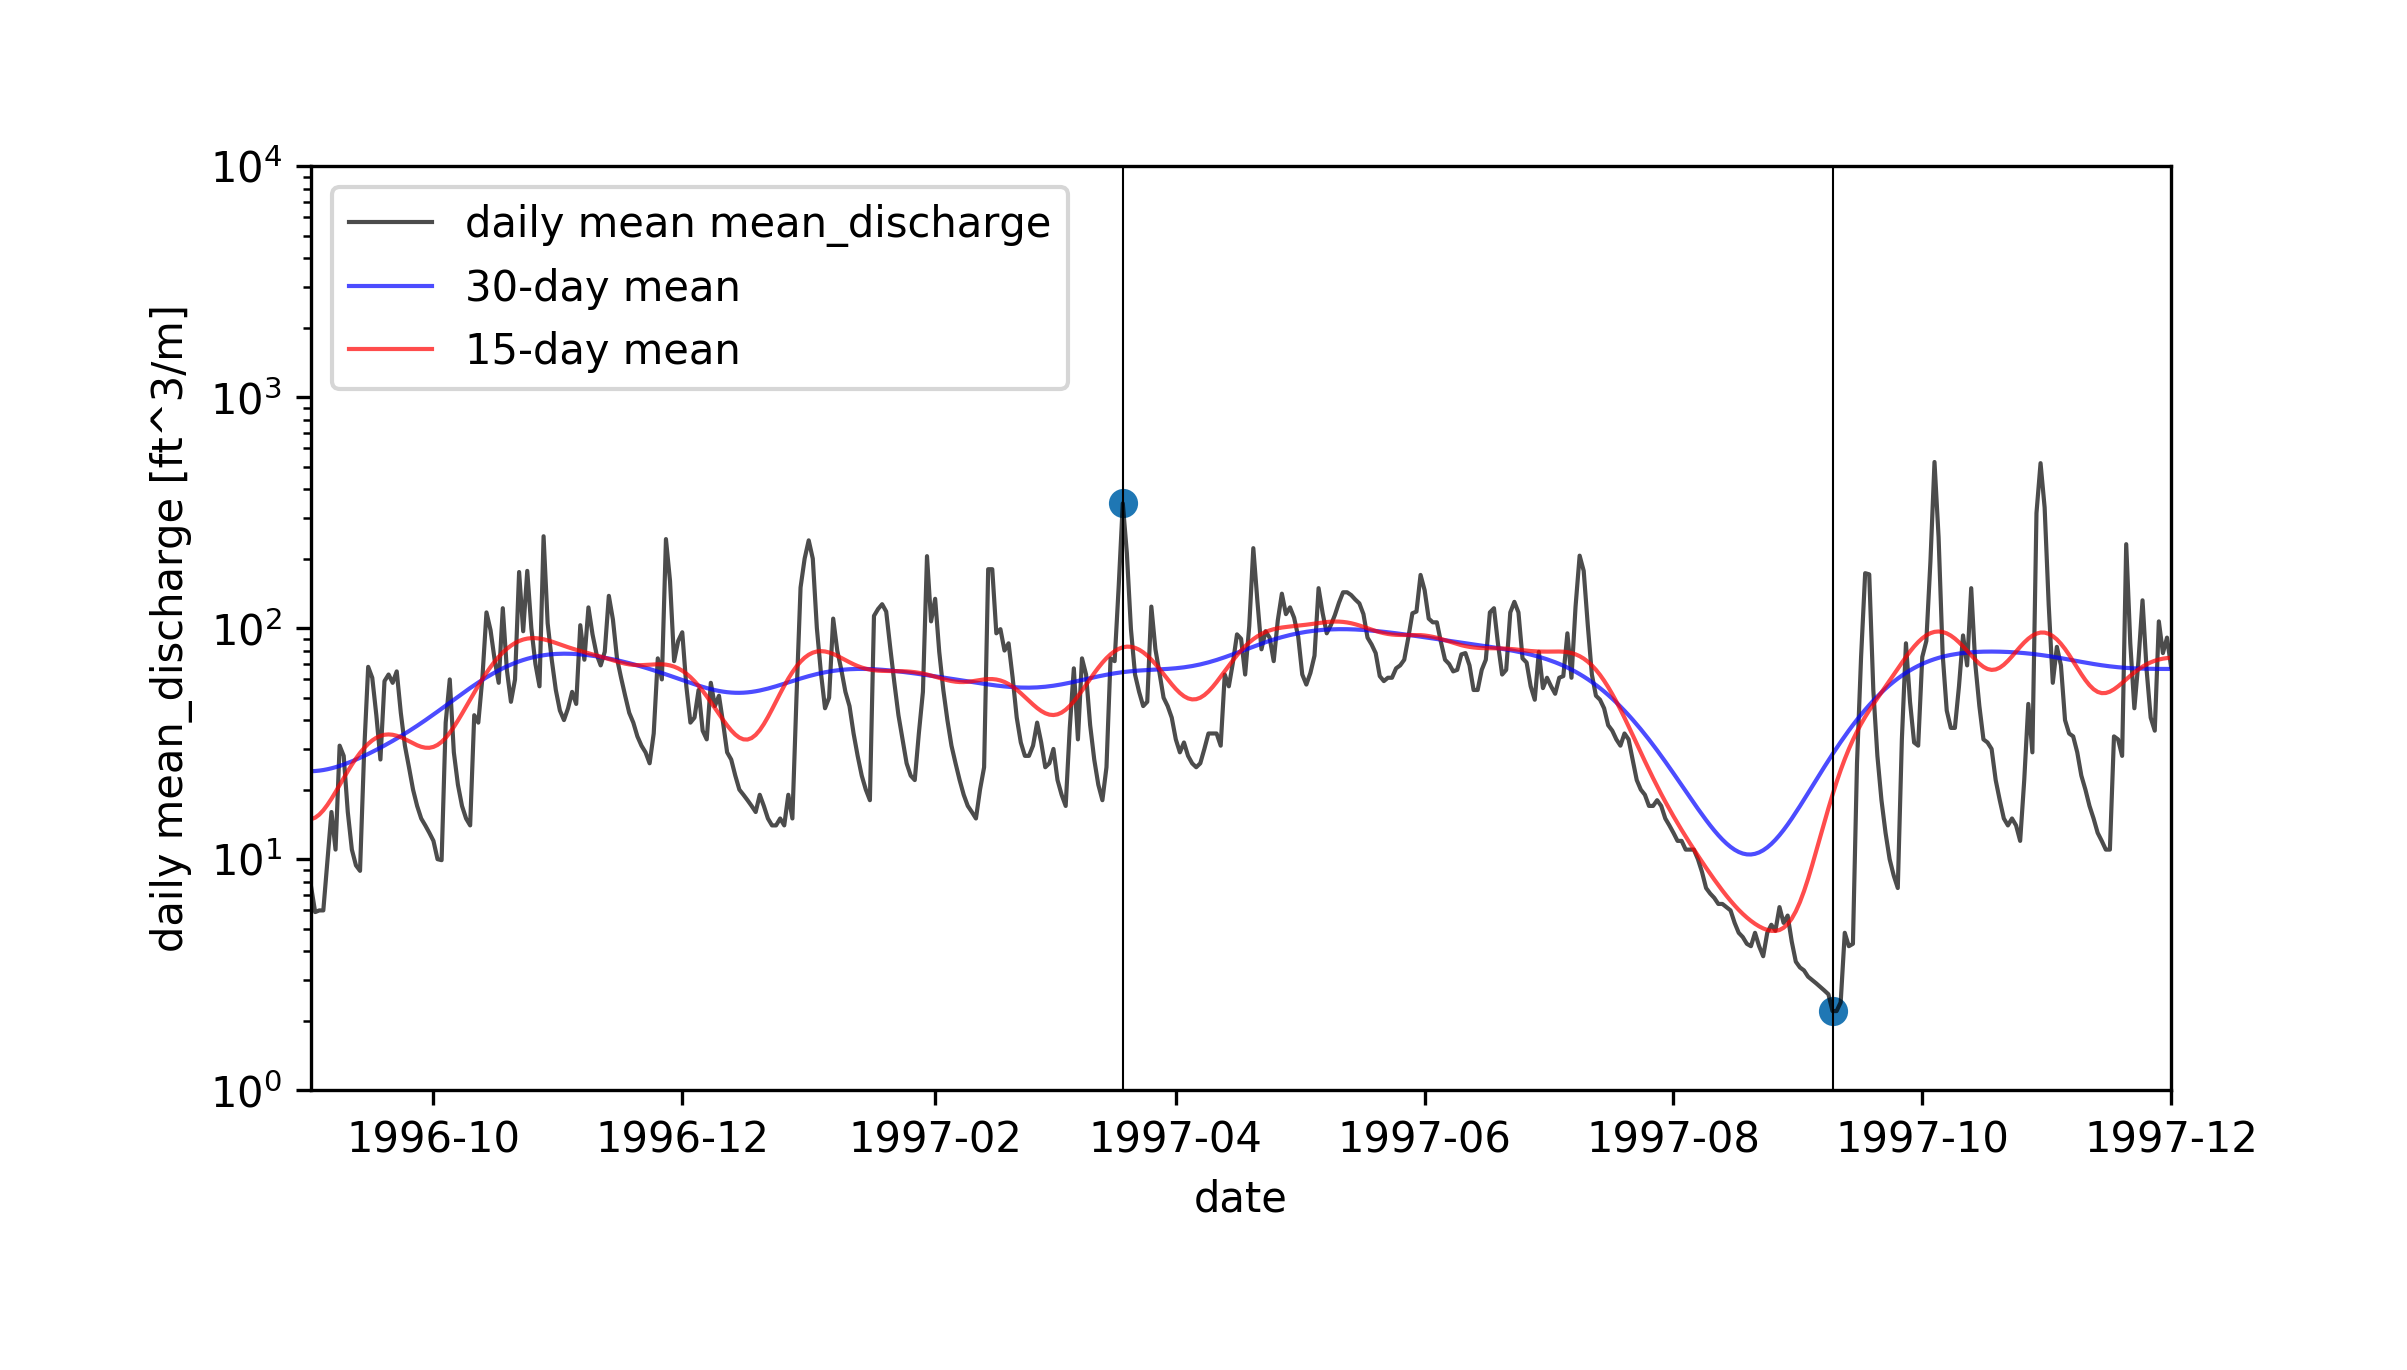 daily mean mean_discharge
30-day mean
15-day mean
10^4
10^3
10^2
10^1
10^0
daily mean_discharge [ft^3/m]
1996-10 1996-12 1997-02 1997-04 1997-06 1997-08 1997-10 1997-12
date